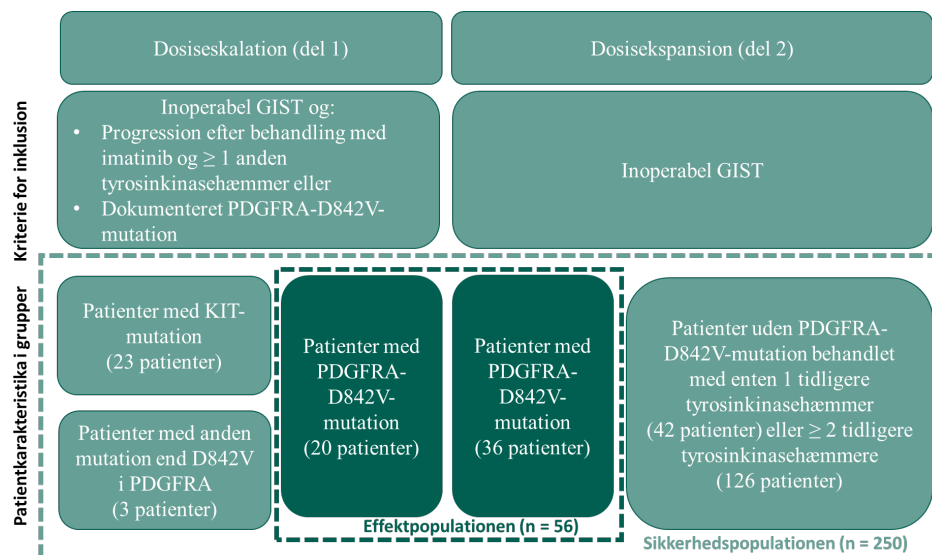 Dosiseskalation (del 1)
Dosisekspansion (del 2)
Kriterie for inklusion
Inoperabel GIST og:
• Progression efter behandling med
imatinib og ≥ 1 anden
tyrosinkinasehæmmer eller
• Dokumenteret PDGFRA-D842V-
mutation
Inoperabel GIST
Patientkarakteristika i grupper
Patienter med KIT-
mutation
(23 patienter)
Patienter med anden
mutation end D842V
i PDGFRA
(3 patienter)
Patienter med
PDGFRA-
D842V-
mutation
(20 patienter)
Patienter med
PDGFRA-
D842V-
mutation
(36 patienter)
Patienter uden PDGFRA-
D842V-mutation behandlet
med enten 1 tidligere
tyrosinkinasehæmmer
(42 patienter) eller ≥ 2 tidligere
tyrosinkinasehæmmere
(126 patienter)
Effektpopulationen (n = 56)
Sikkerhedspopulationen (n = 250)